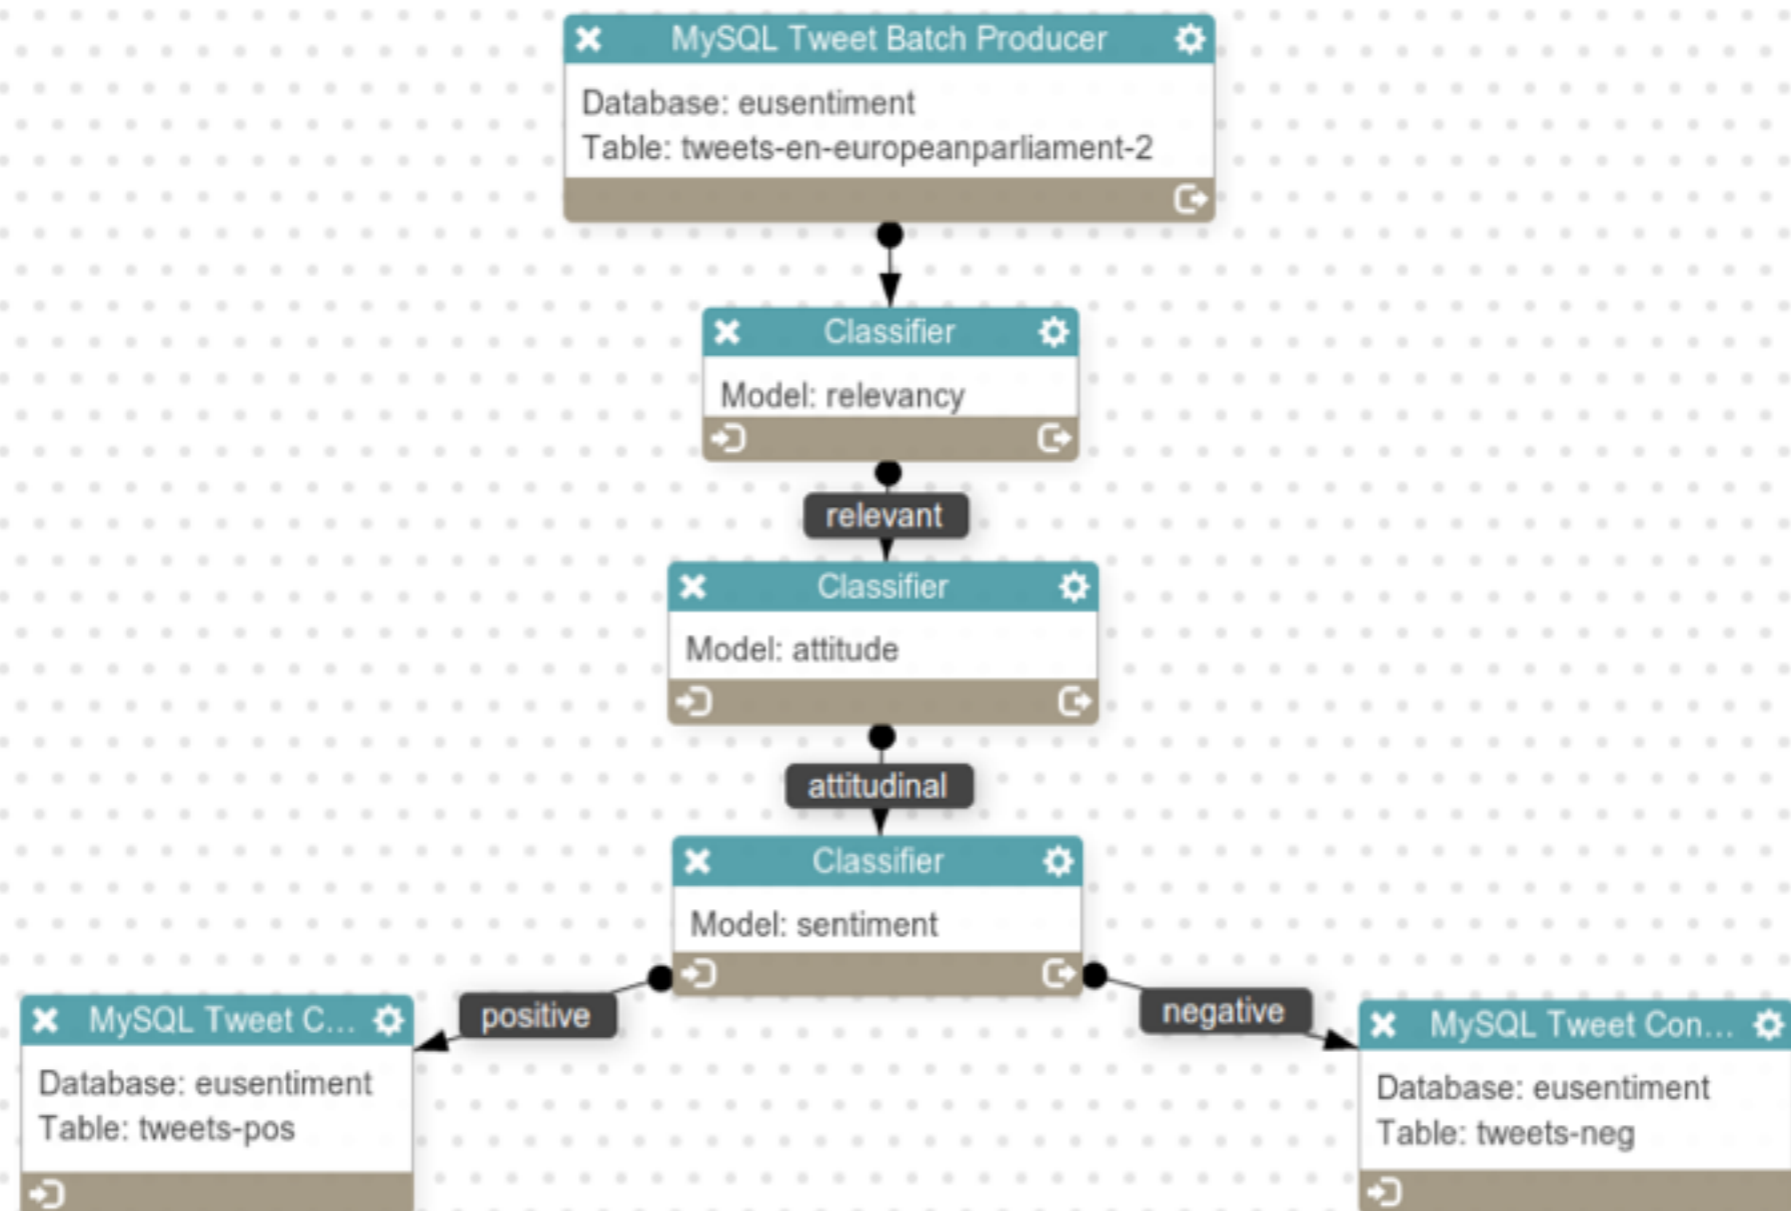 MySQL Tweet Batch Producer
Database: eusentiment
Table: tweets-en-europeanparliament-2
Classifier
Model: relevancy
relevant
Classifier
Model: attitude
attitudinal
Classifier
Model: sentiment
positive
negative
MySQL Tweet C...
Database: eusentiment
Table: tweets-pos
MySQL Tweet Con...
Database: eusentiment
Table: tweets-neg